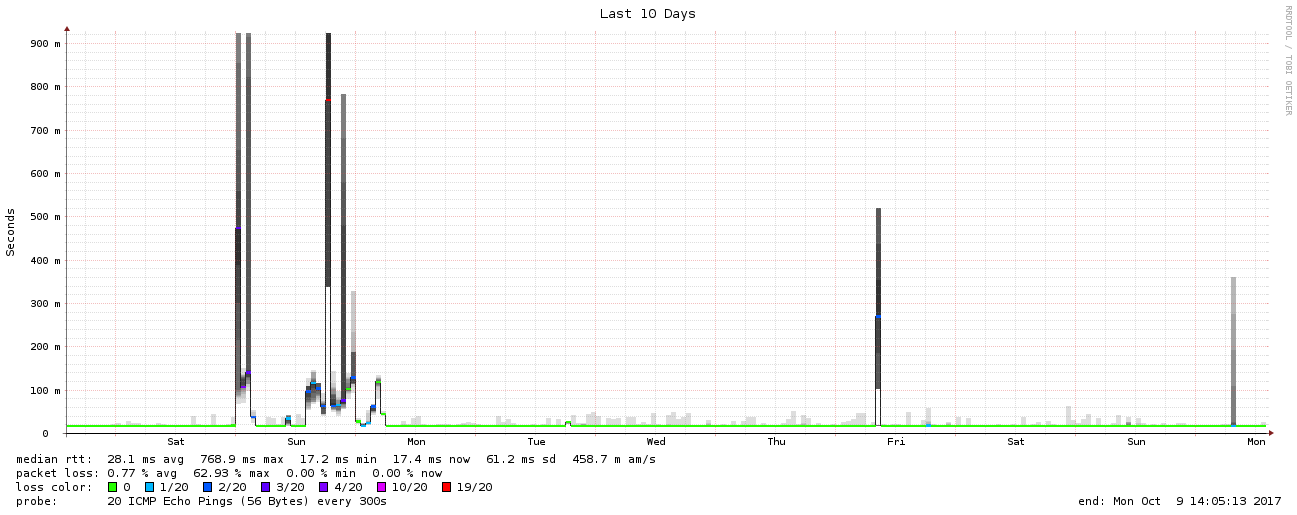 Last 10 Days
RRDTOOL / TOBI OETIKER
Seconds
900 m
800 m
700 m
600 m
500 m
400 m
300 m
200 m
100 m
0
Sat Sun Mon Tue Wed Thu Fri Sat Sun Mon
median rtt: 28.1 ms avg 768.9 ms max 17.2 ms min 17.4 ms now 61.2 ms sd 458.7 m am/s
packet loss: 0.77 % avg 62.93 % max 0.00 % min 0.00 % now
loss color: 0 1/20 2/20 3/20 4/20 10/20 19/20
probe: 20 ICMP Echo Pings (56 Bytes) every 300s end: Mon Oct 9 14:05:13 2017